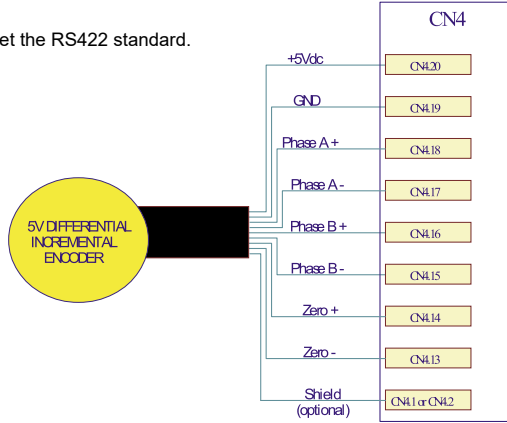 CN4
et the RS422 standard.
+5Vdc
CN4.20
GND
CN4.19
Phase A +
CN4.18
Phase A -
CN4.17
Phase B +
CN4.16
Phase B -
CN4.15
Zero +
CN4.14
Zero -
CN4.13
Shield
(optional)
CN4.1 or CN4.2
5V DIFFERENTIAL
INCREMENTAL
ENCODER